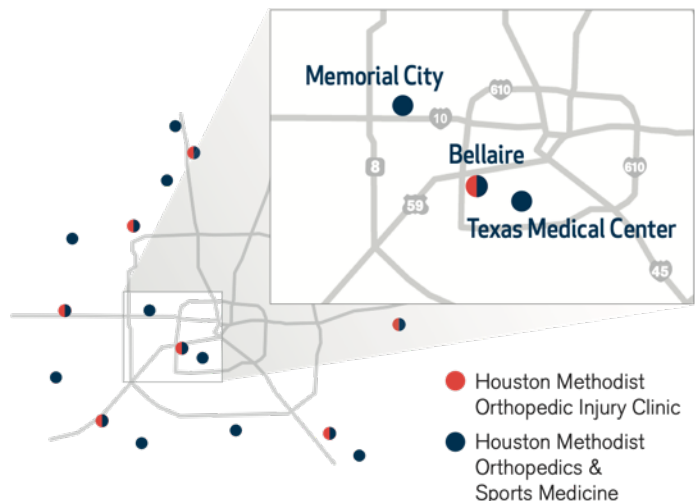 Memorial City
610
10
Bellaire
8
610
59
Texas Medical Center
45
Houston Methodist
Orthopedic Injury Clinic
Houston Methodist
Orthopedics &
Sports Medicine